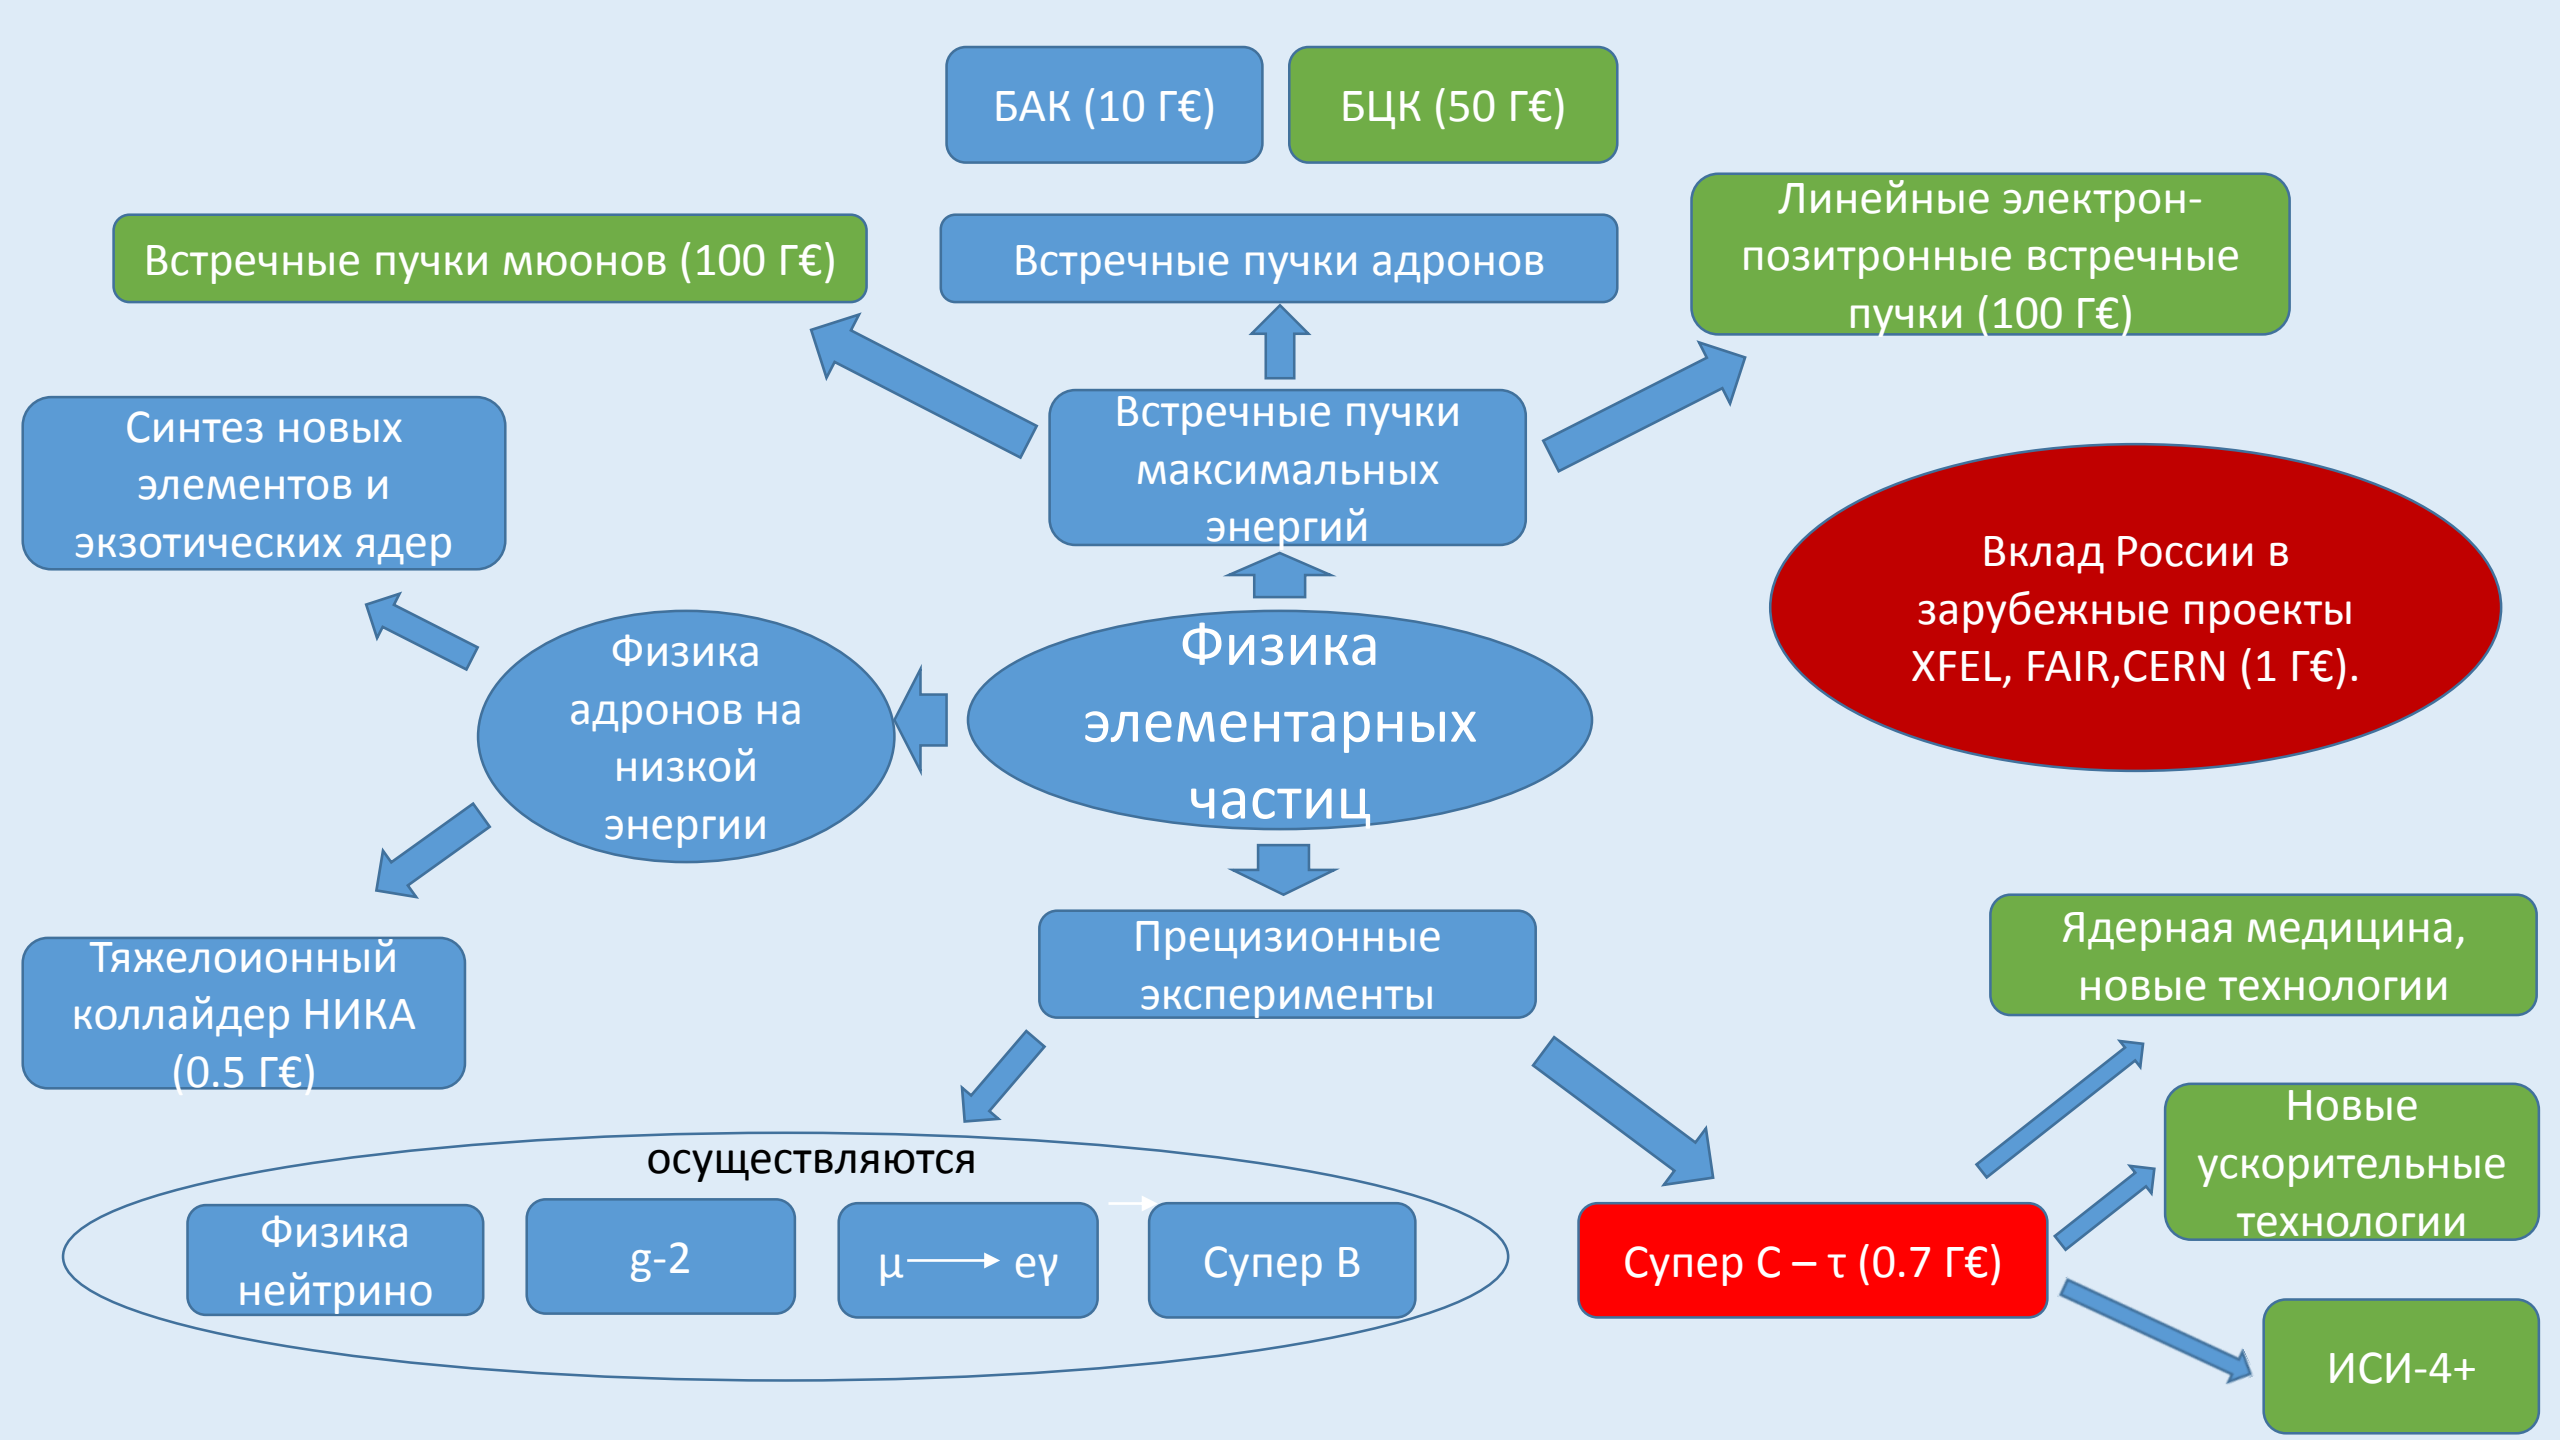 БАК (10 Г€)
БЦК (50 Г€)
Встречные пучки мюонов (100 Г€)
Встречные пучки адронов
Линейные электрон-
позитронные встречные
пучки (100 Г€)
Синтез новых
элементов и
экзотических ядер
Встречные пучки
максимальных
энергий
Вклад России в
зарубежные проекты
XFEL, FAIR,CERN (1 Г€).
Физика
адронов на
низкой
энергии
Физика
элементарных
частиц
Тяжелоионный
коллайдер НИКА
(0.5 Г€)
Прецизионные
эксперименты
Ядерная медицина,
новые технологии
Новые
ускорительные
технологии
осуществляются
Физика
нейтрино
g-2
μ → eγ
Супер В
Супер С – τ (0.7 Г€)
ИСИ-4+